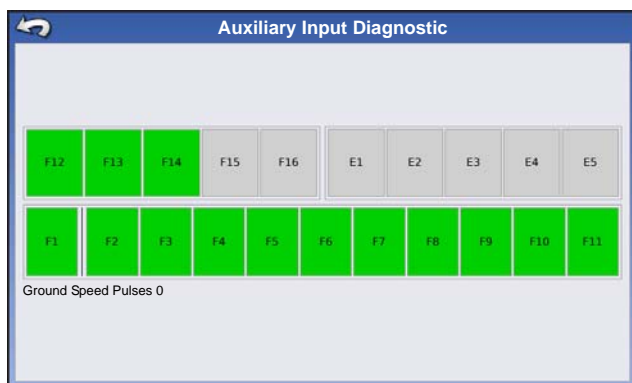 Auxiliary Input Diagnostic
F12 F13 F14 F15 F16 E1 E2 E3 E4 E5
F1 F2 F3 F4 F5 F6 F7 F8 F9 F10 F11
Ground Speed Pulses 0